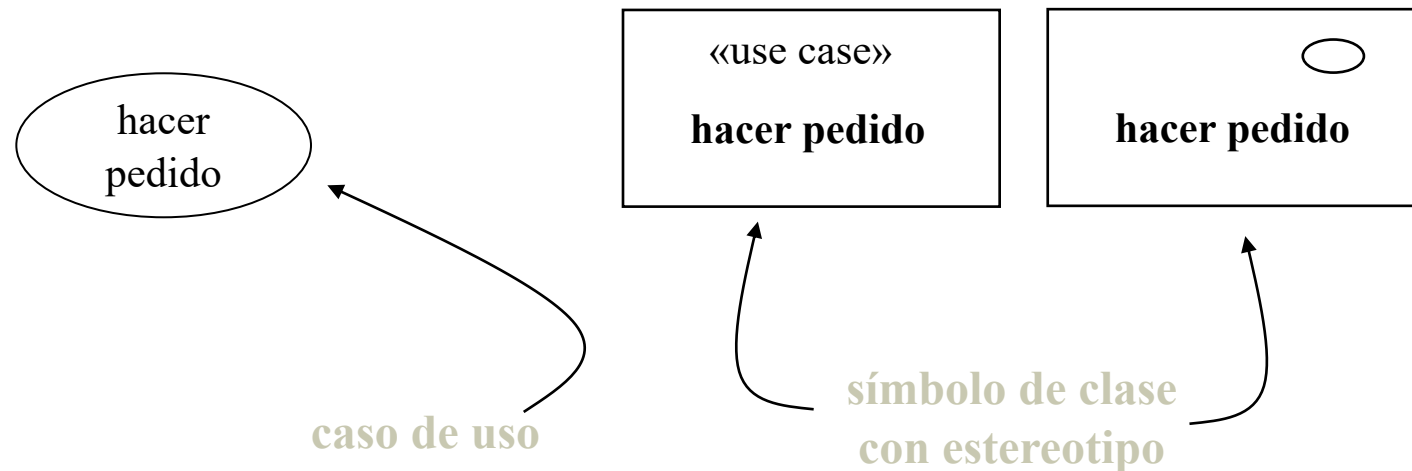 hacer
pedido
«use case»
hacer pedido
hacer pedido
caso de uso
símbolo de clase
con estereotipo